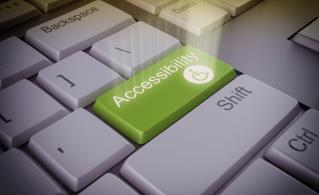 Backspace
\
]
Accessibility
Shift
,
Ctrl